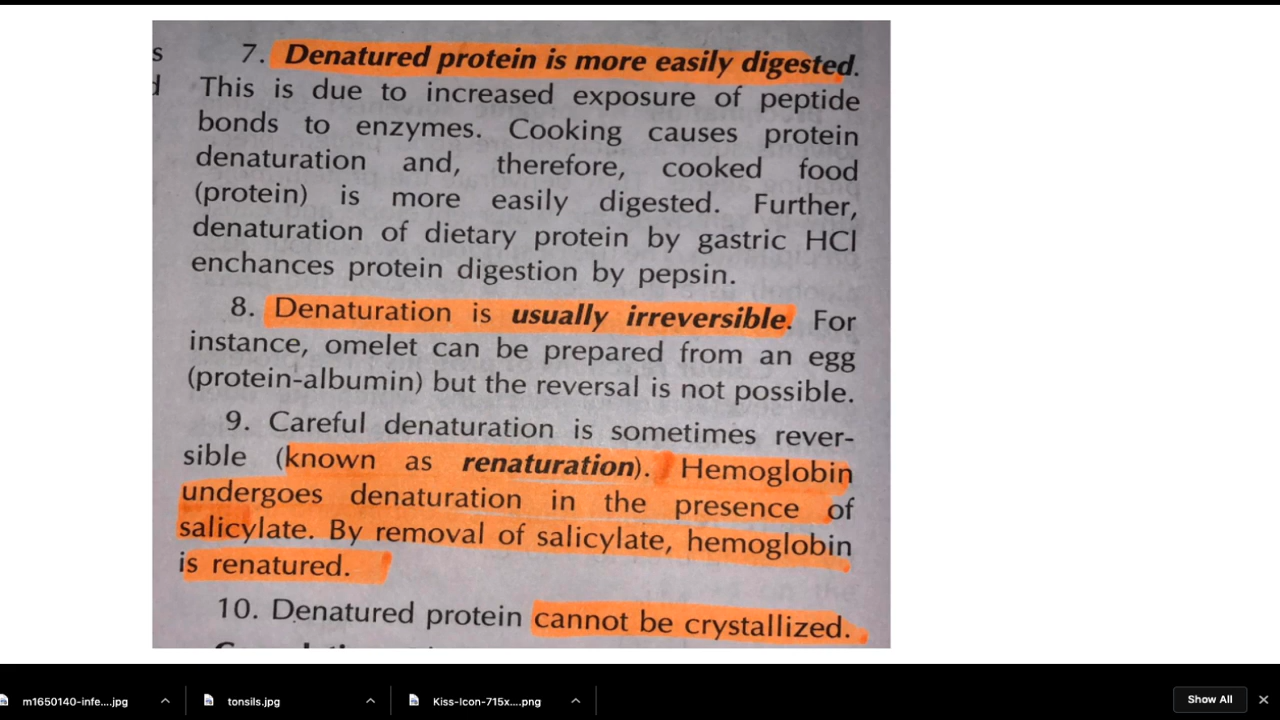 s
d
7. Denatured protein is more easily digested.
This is due to increased exposure of peptide
bonds to enzymes. Cooking causes protein
denaturation and, therefore, cooked food
(protein) is more easily digested. Further,
denaturation of dietary protein by gastric HCl
enchances protein digestion by pepsin.
8. Denaturation is usually irreversible. For
instance, omelet can be prepared from an egg
(protein-albumin) but the reversal is not possible.
9. Careful denaturation is sometimes rever-
sible (known as renaturation). Hemoglobin
undergoes denaturation in the presence of
salicylate. By removal of salicylate, hemoglobin
is renatured.
10. Denatured protein cannot be crystallized.
m1650140-infe....jpg
tonsils.jpg
Kiss-Icon-715x....png
Show All